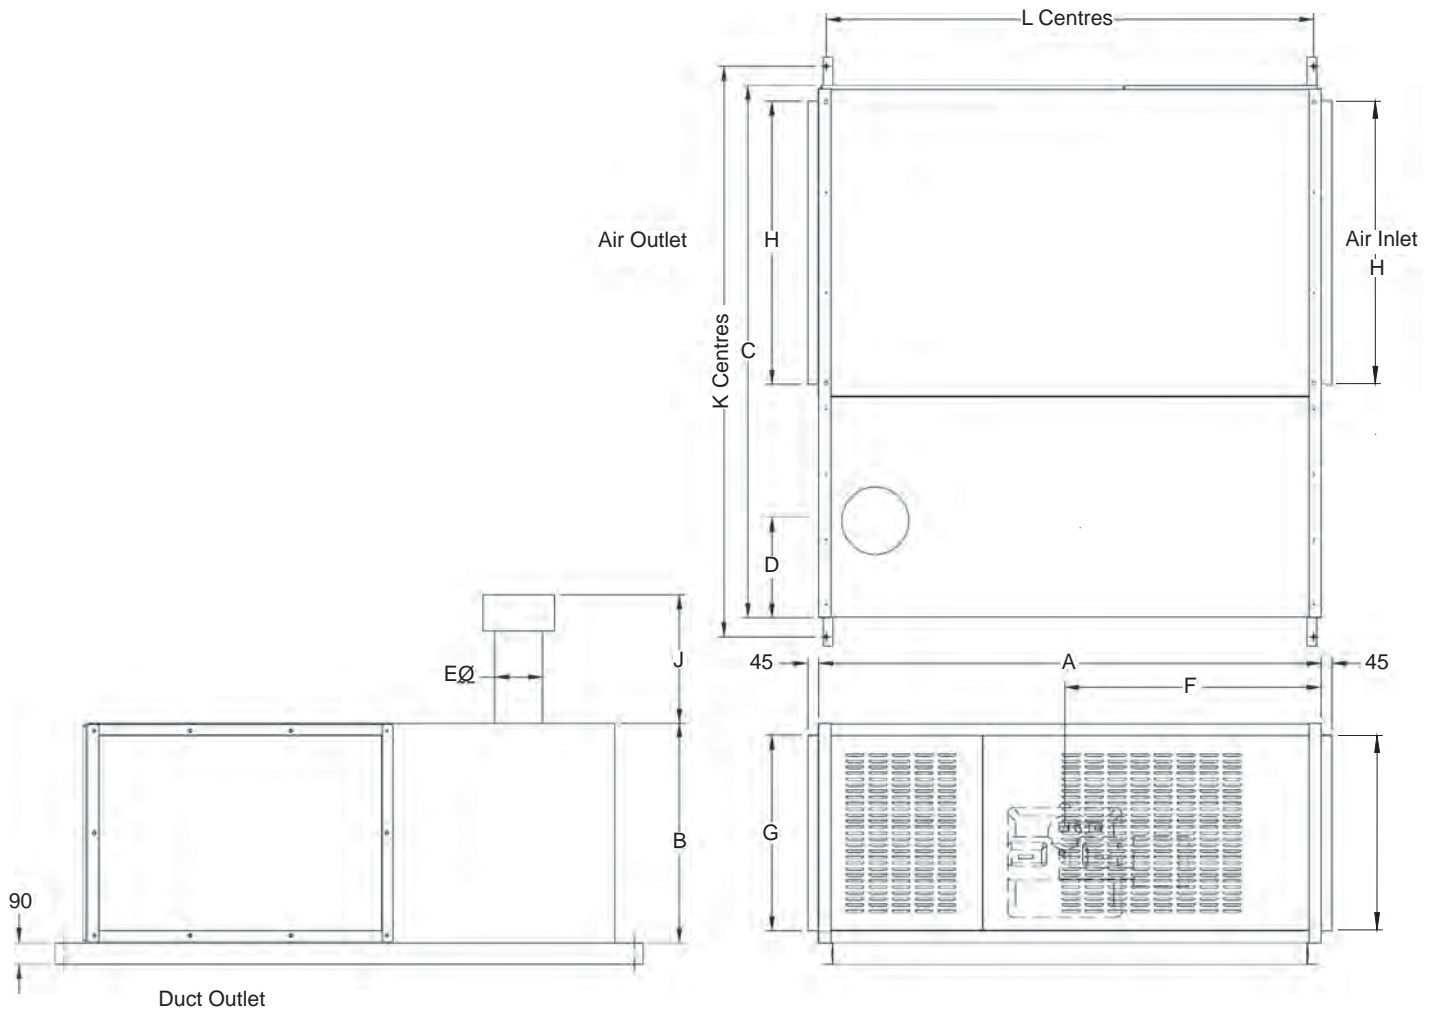 L Centres
Air Outlet
H
Air Inlet
H
K Centres
C
D
J
EØ
45
A
45
F
B
G
90
Duct Outlet